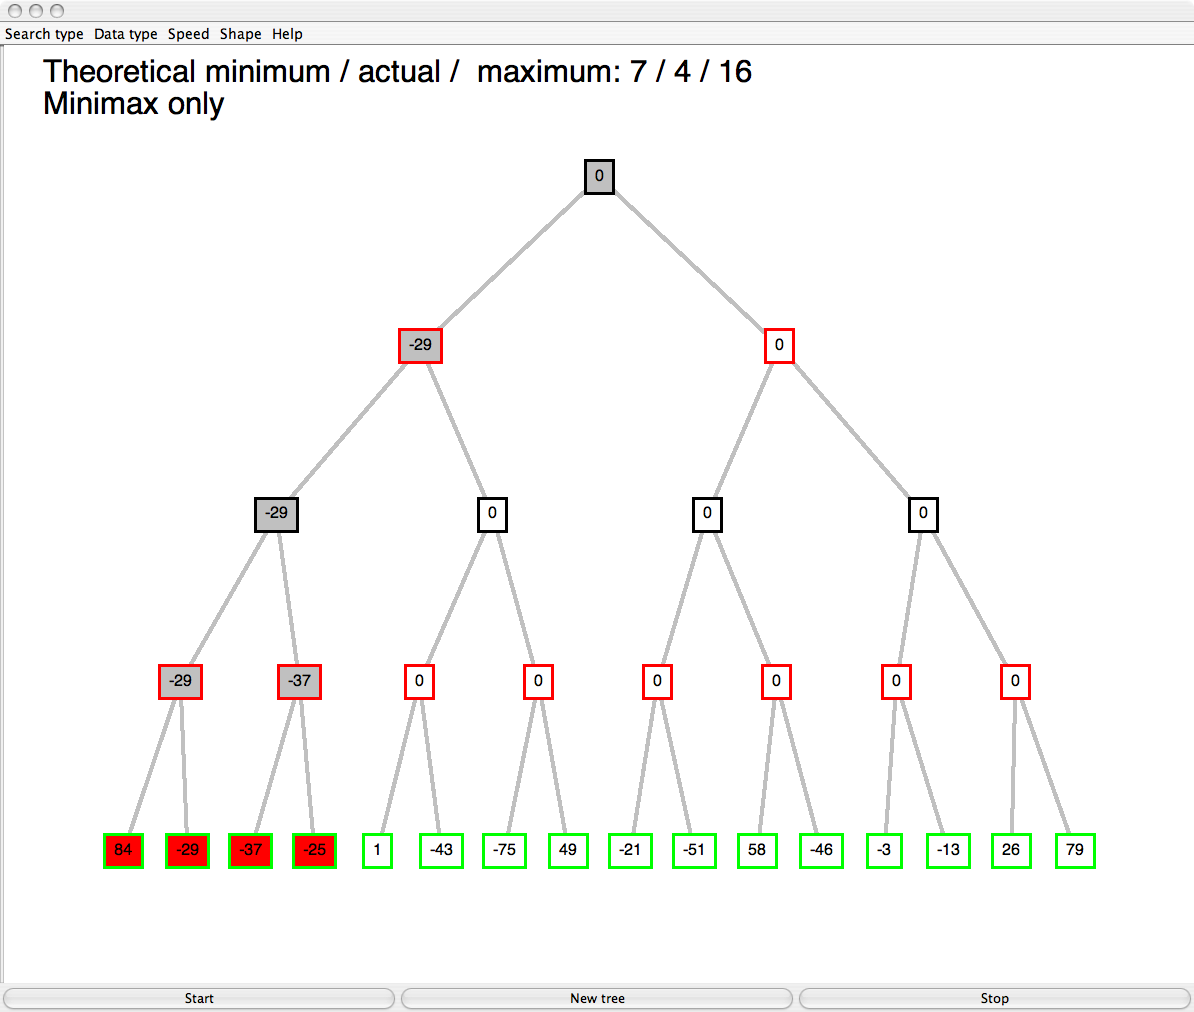 Search type Data type Speed Shape Help
Theoretical minimum / actual / maximum: 7 / 4 / 16
Minimax only
0
-29 0
-29 0 0 0
-29 -37 0 0 0 0 0 0
84 -29 -37 -25 1 -43 -75 49 -21 -51 58 -46 -3 -13 26 79
Start New tree Stop